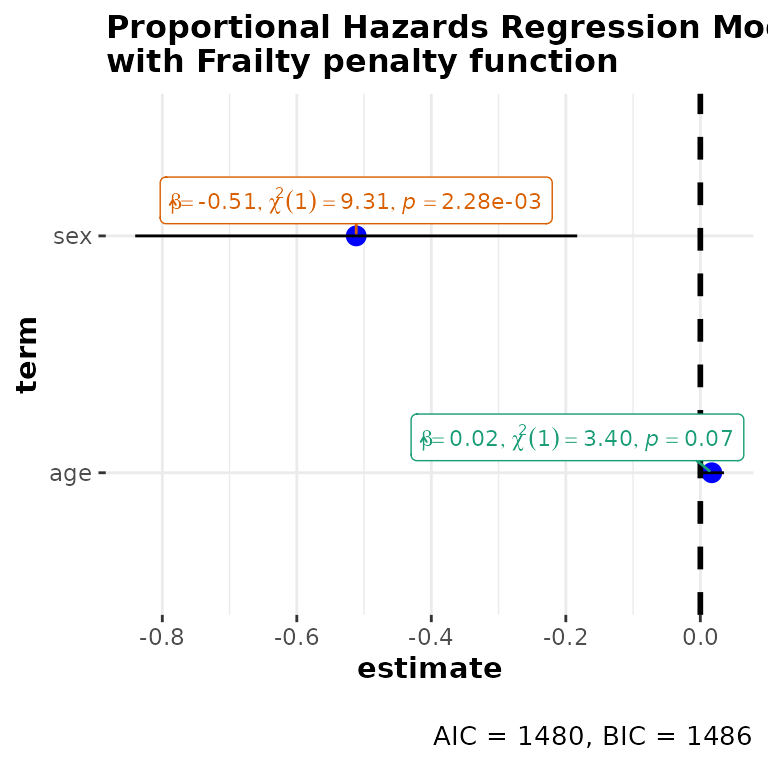 Proportional Hazards Regression Mo
with Frailty penalty function
β̂ = -0.51, χ²(1) = 9.31, p = 2.28e-03
sex
term
β̂ = 0.02, χ²(1) = 3.40, p = 0.07
age
-0.8 -0.6 -0.4 -0.2 0.0
estimate
AIC = 1480, BIC = 1486